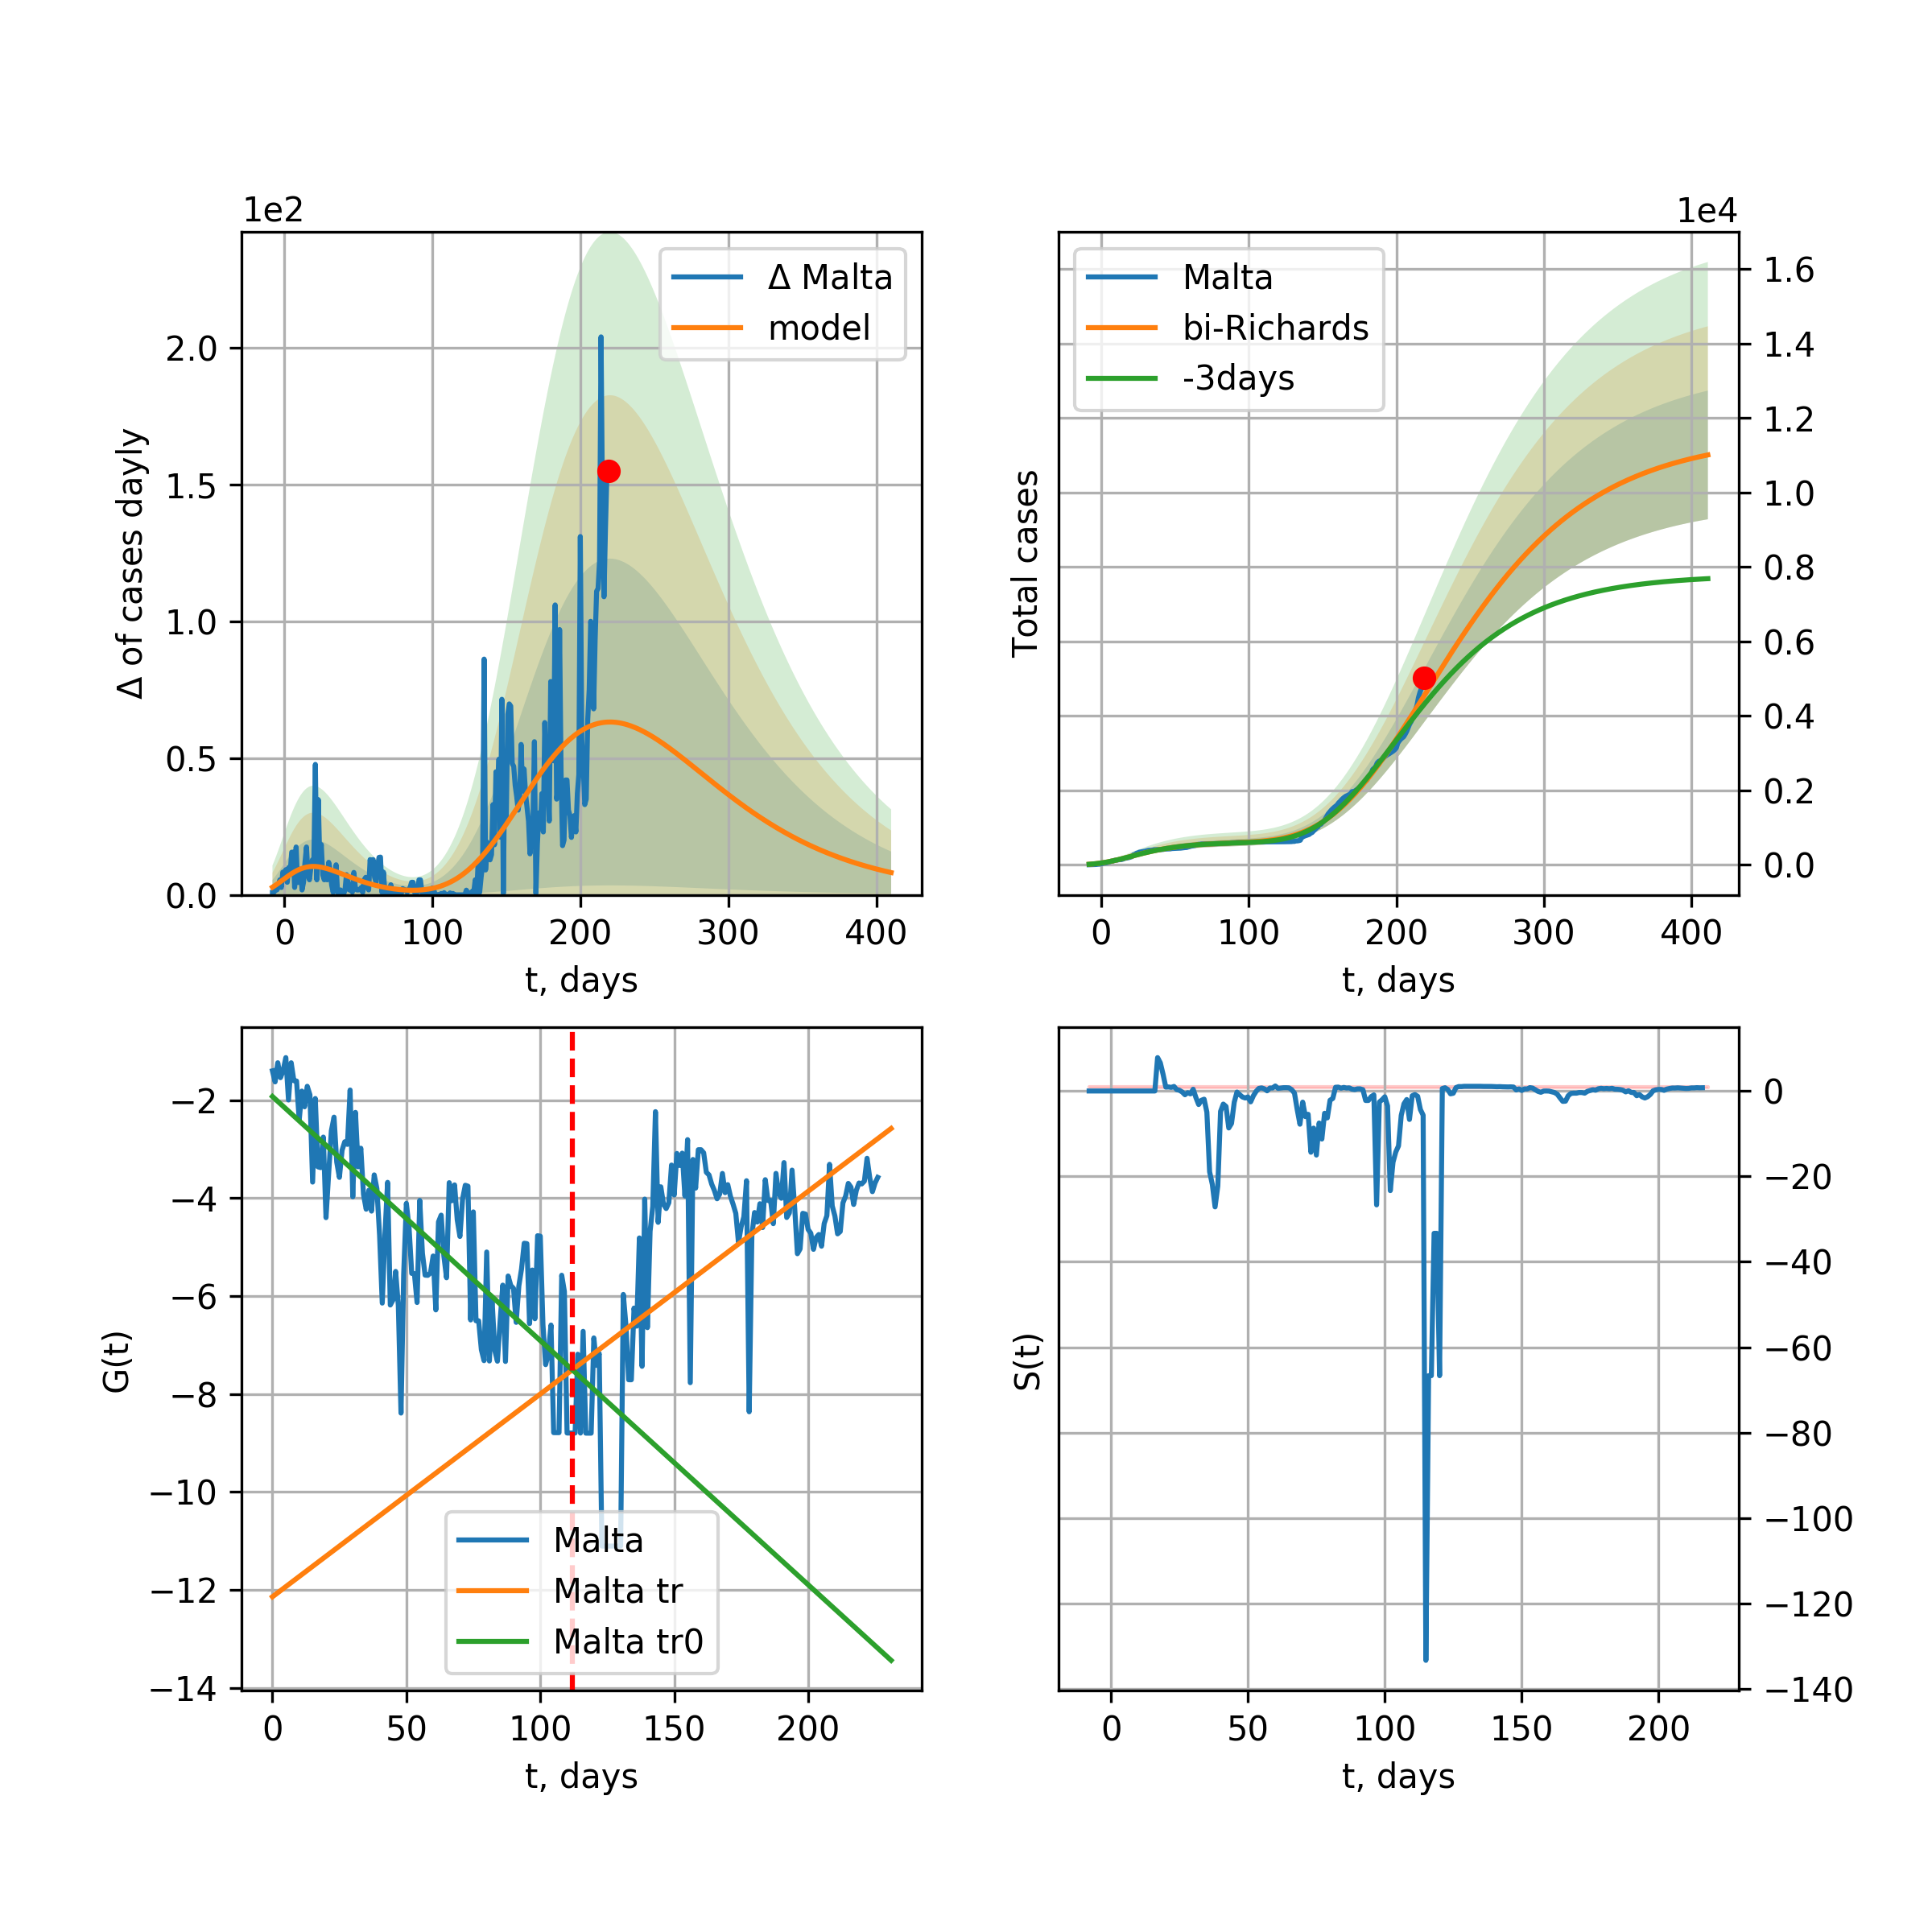 1e2
Δ of cases dayly
2.0
1.5
1.0
0.5
0.0
0 100 200 300 400
t, days
Δ Malta
model
1e4
Total cases
1.6
1.4
1.2
1.0
0.8
0.6
0.4
0.2
0.0
0 100 200 300 400
t, days
Malta
bi-Richards
-3days
G(t)
−2
−4
−6
−8
−10
−12
−14
0 50 100 150 200
t, days
Malta
Malta tr
Malta tr0
S(t)
0
−20
−40
−60
−80
−100
−120
−140
0 50 100 150 200
t, days